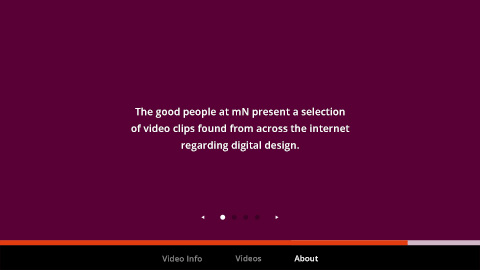 The good people at mN present a selection
of video clips found from across the internet
regarding digital design.
Video Info Videos About